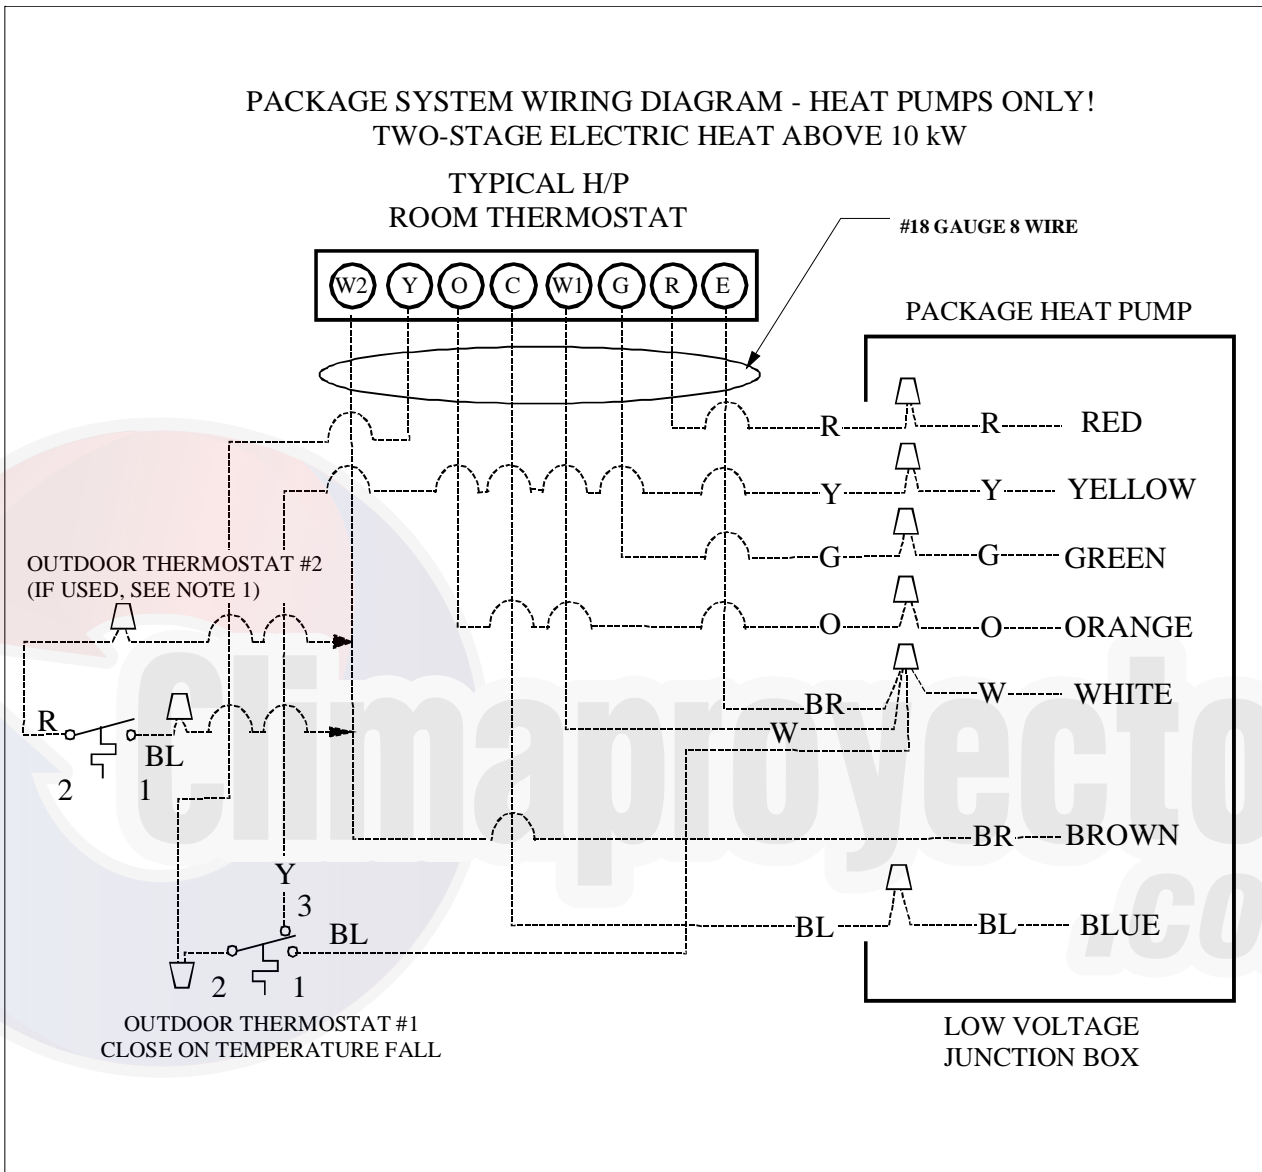 PACKAGE SYSTEM WIRING DIAGRAM - HEAT PUMPS ONLY!
TWO-STAGE ELECTRIC HEAT ABOVE 10 kW
TYPICAL H/P
ROOM THERMOSTAT
#18 GAUGE 8 WIRE
W2 Y O C W1 G R E
PACKAGE HEAT PUMP
R R RED
Y Y YELLOW
OUTDOOR THERMOSTAT #2
(IF USED, SEE NOTE 1)
G G GREEN
O O ORANGE
BR W WHITE
W
R
BL
2 1
BR BROWN
Y
3
BL
BL BL BLUE
2 1
OUTDOOR THERMOSTAT #1
CLOSE ON TEMPERATURE FALL
LOW VOLTAGE
JUNCTION BOX
Climaproyecto
.co